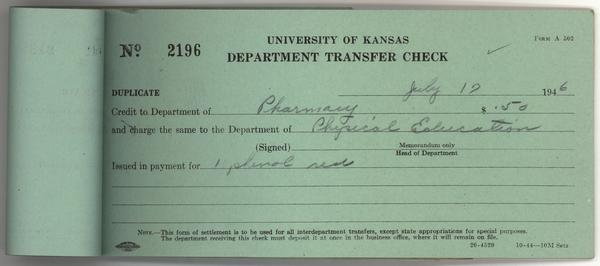 UNIVERSITY OF KANSAS
Form A 502
Nº 2196
DEPARTMENT TRANSFER CHECK
DUPLICATE
July 12 1946
Credit to Department of Pharmacy $ .50
and charge the same to the Department of Physical Education
(Signed) Memorandum only
Head of Department
Issued in payment for 1 phenol red
Note.—This form of settlement is to be used for all interdepartment transfers, except state appropriations for special purposes.
The department receiving this check must deposit it at once in the business office, where it will remain on file.
20-4529 10-44—10M Sets